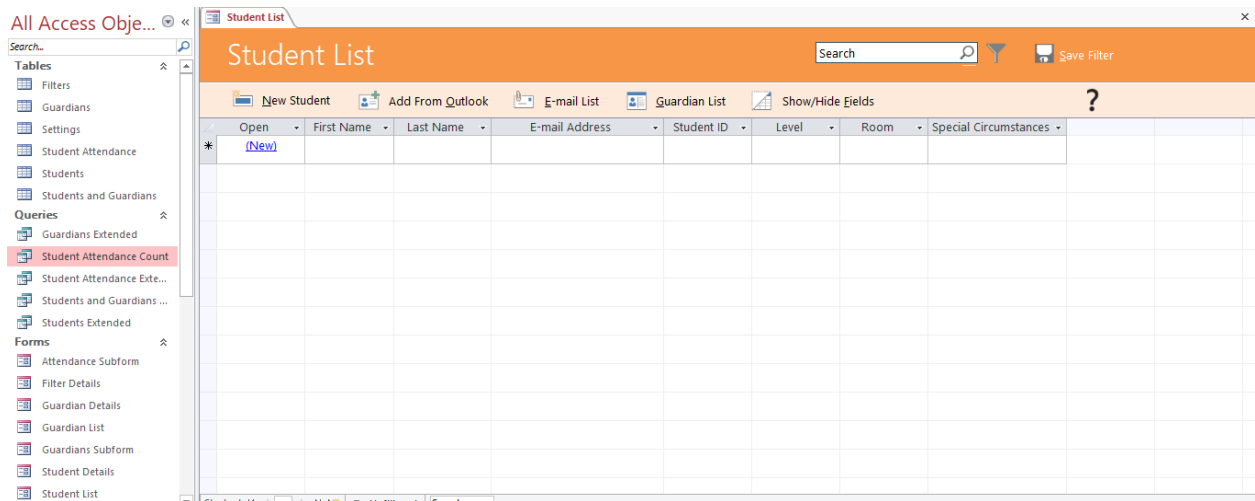 All Access Obje...
Search...
Tables
Filters
Guardians
Settings
Student Attendance
Students
Students and Guardians
Queries
Guardians Extended
Student Attendance Count
Student Attendance Exte...
Students and Guardians ...
Students Extended
Forms
Attendance Subform
Filter Details
Guardian Details
Guardian List
Guardians Subform
Student Details
Student List
Student List
Student List
Search
Save Filter
New Student Add From Outlook E-mail List Guardian List Show/Hide Fields ?
Open First Name Last Name E-mail Address Student ID Level Room Special Circumstances
(New)